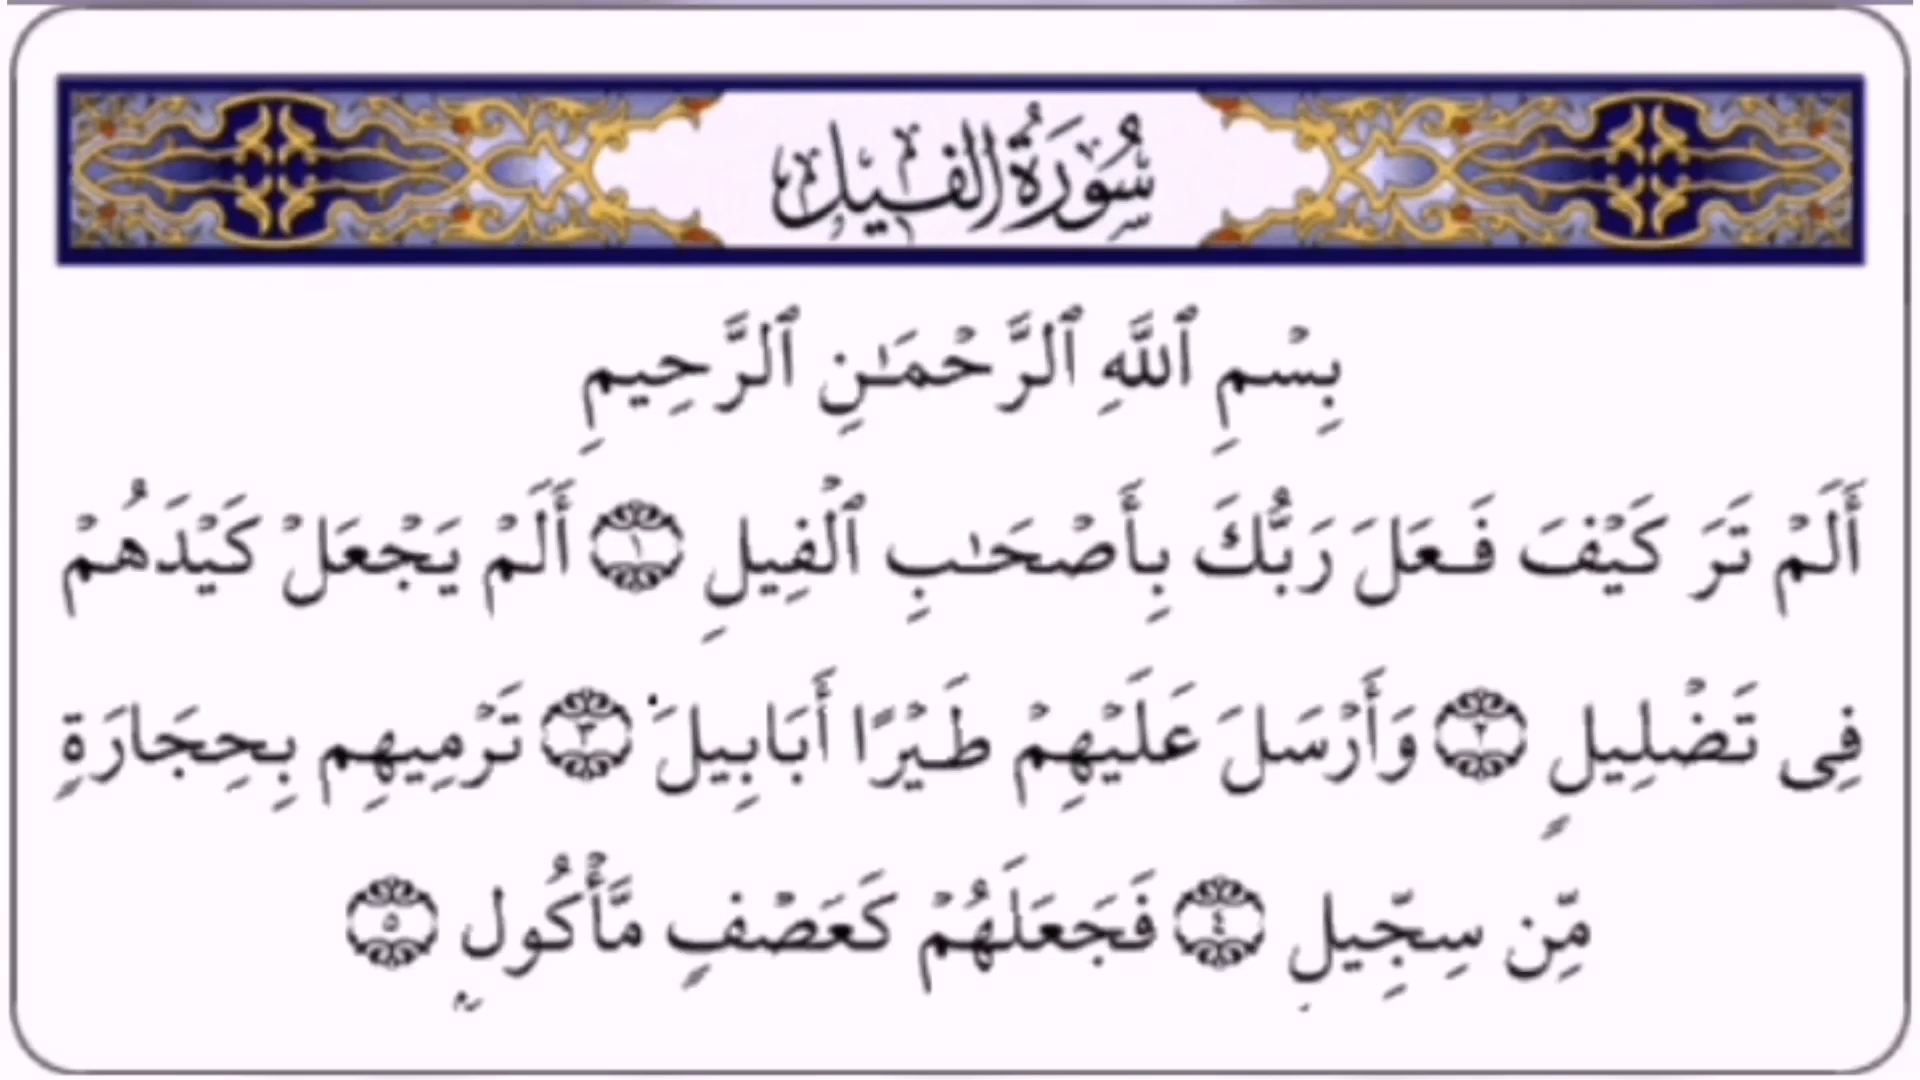 سُورَةُ الفِيلِ
بِسْمِ ٱللَّهِ ٱلرَّحْمَـٰنِ ٱلرَّحِيمِ
أَلَمْ تَرَ كَيْفَ فَعَلَ رَبُّكَ بِأَصْحَـٰبِ ٱلْفِيلِ ١ أَلَمْ يَجْعَلْ كَيْدَهُمْ
فِى تَضْلِيلٍ ٢ وَأَرْسَلَ عَلَيْهِمْ طَيْرًا أَبَابِيلَ ٣ تَرْمِيهِم بِحِجَارَةٍ
مِّن سِجِّيلٍ ٤ فَجَعَلَهُمْ كَعَصْفٍ مَّأْكُولٍۭ ٥